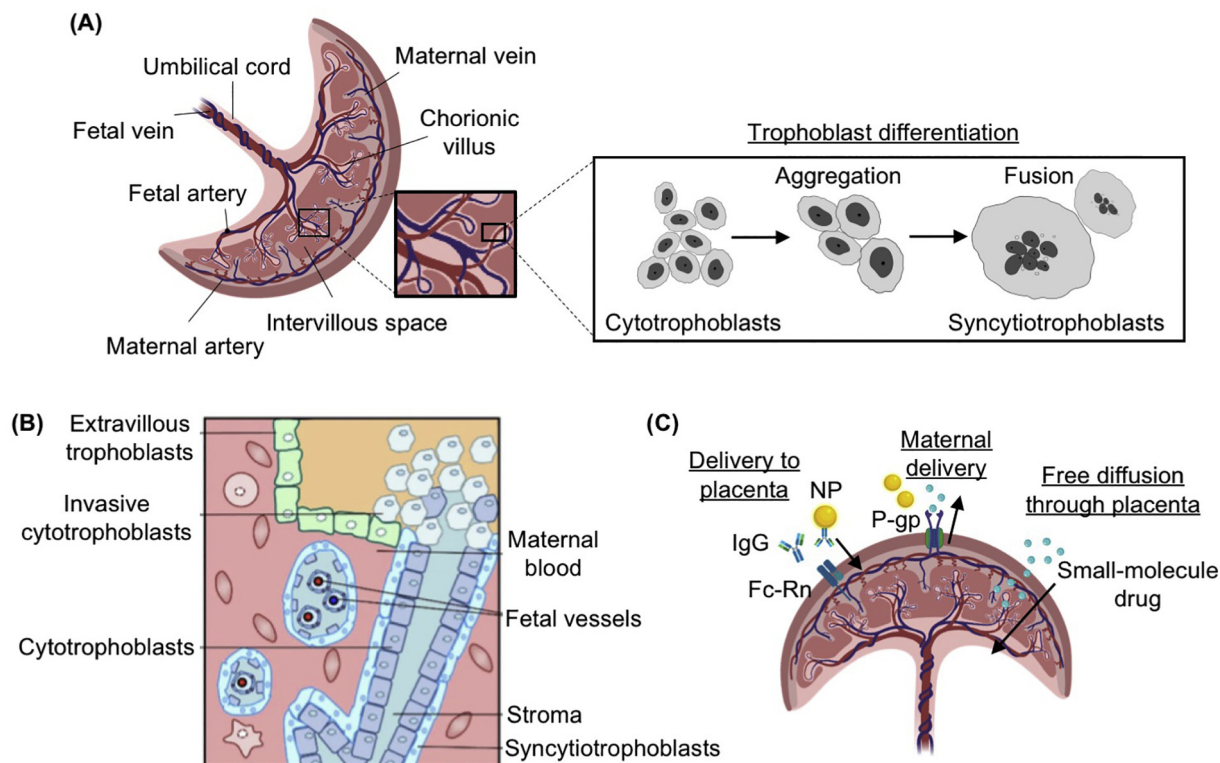 (A)
Umbilical cord
Maternal vein
Fetal vein
Chorionic
villus
Fetal artery
Intervillous space
Maternal artery
Trophoblast differentiation
Aggregation
Fusion
Cytotrophoblasts
Syncytiotrophoblasts
(B)
Extravillous
trophoblasts
Invasive
cytotrophoblasts
Maternal
blood
Fetal vessels
Cytotrophoblasts
Stroma
Syncytiotrophoblasts
(C)
Maternal
delivery
Delivery to
placenta
NP
P-gp
Free diffusion
through placenta
IgG
Fc-Rn
Small-molecule
drug